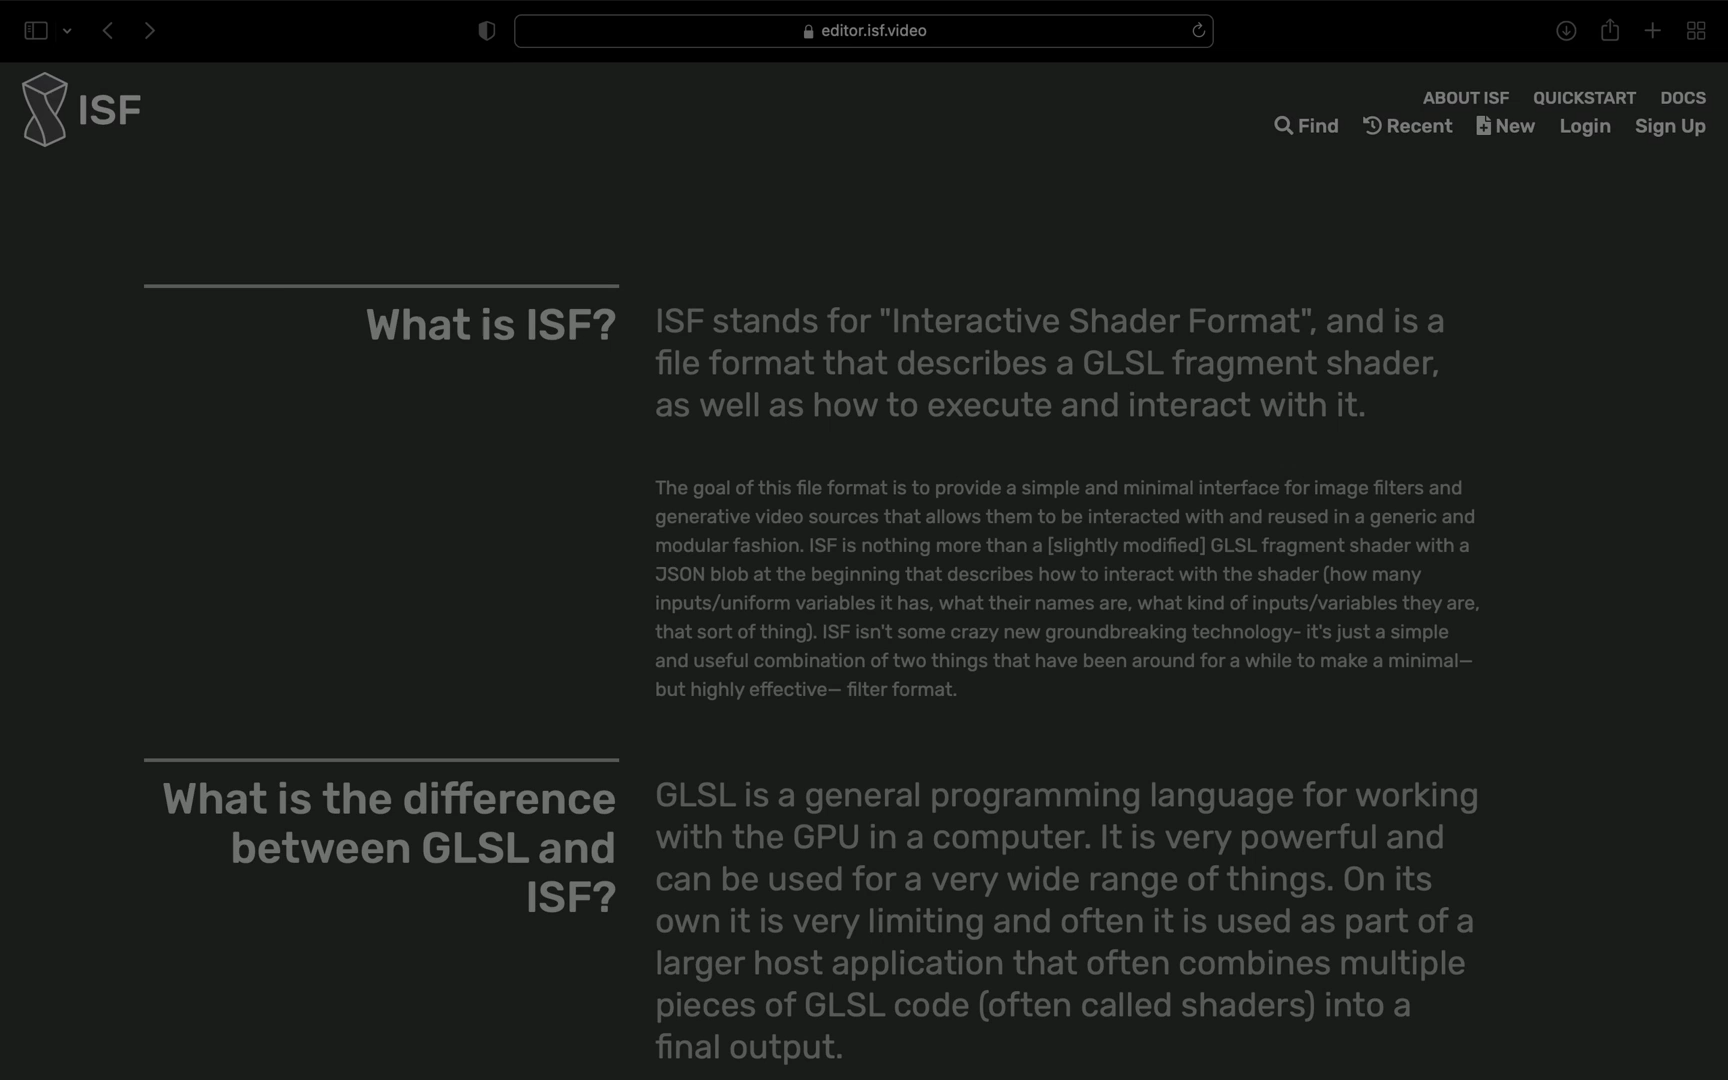 editor.isf.video
ISF
ABOUT ISF QUICKSTART DOCS
Find Recent New Login Sign Up
What is ISF?
ISF stands for "Interactive Shader Format", and is a
file format that describes a GLSL fragment shader,
as well as how to execute and interact with it.
The goal of this file format is to provide a simple and minimal interface for image filters and
generative video sources that allows them to be interacted with and reused in a generic and
modular fashion. ISF is nothing more than a [slightly modified] GLSL fragment shader with a
JSON blob at the beginning that describes how to interact with the shader (how many
inputs/uniform variables it has, what their names are, what kind of inputs/variables they are,
that sort of thing). ISF isn't some crazy new groundbreaking technology- it's just a simple
and useful combination of two things that have been around for a while to make a minimal—
but highly effective— filter format.
What is the difference
between GLSL and
ISF?
GLSL is a general programming language for working
with the GPU in a computer. It is very powerful and
can be used for a very wide range of things. On its
own it is very limiting and often it is used as part of a
larger host application that often combines multiple
pieces of GLSL code (often called shaders) into a
final output.